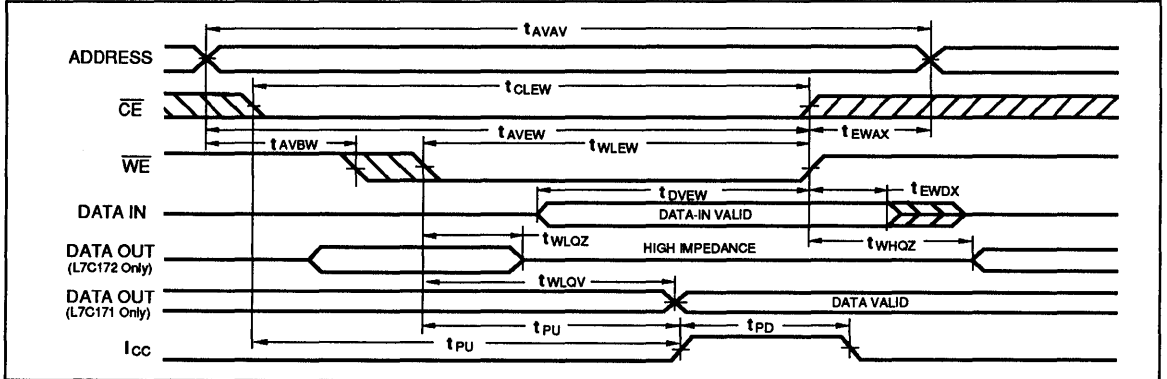 tAVAV
ADDRESS
tCLEW
CE
tAVEW
tEWAX
tAVBW
tWLEW
WE
tDVEW
tEWDX
DATA IN
DATA-IN VALID
tWLQZ
tWHQZ
DATA OUT
(L7C172 Only)
HIGH IMPEDANCE
tWLQV
DATA OUT
(L7C171 Only)
DATA VALID
tPU
tPD
tPU
ICC